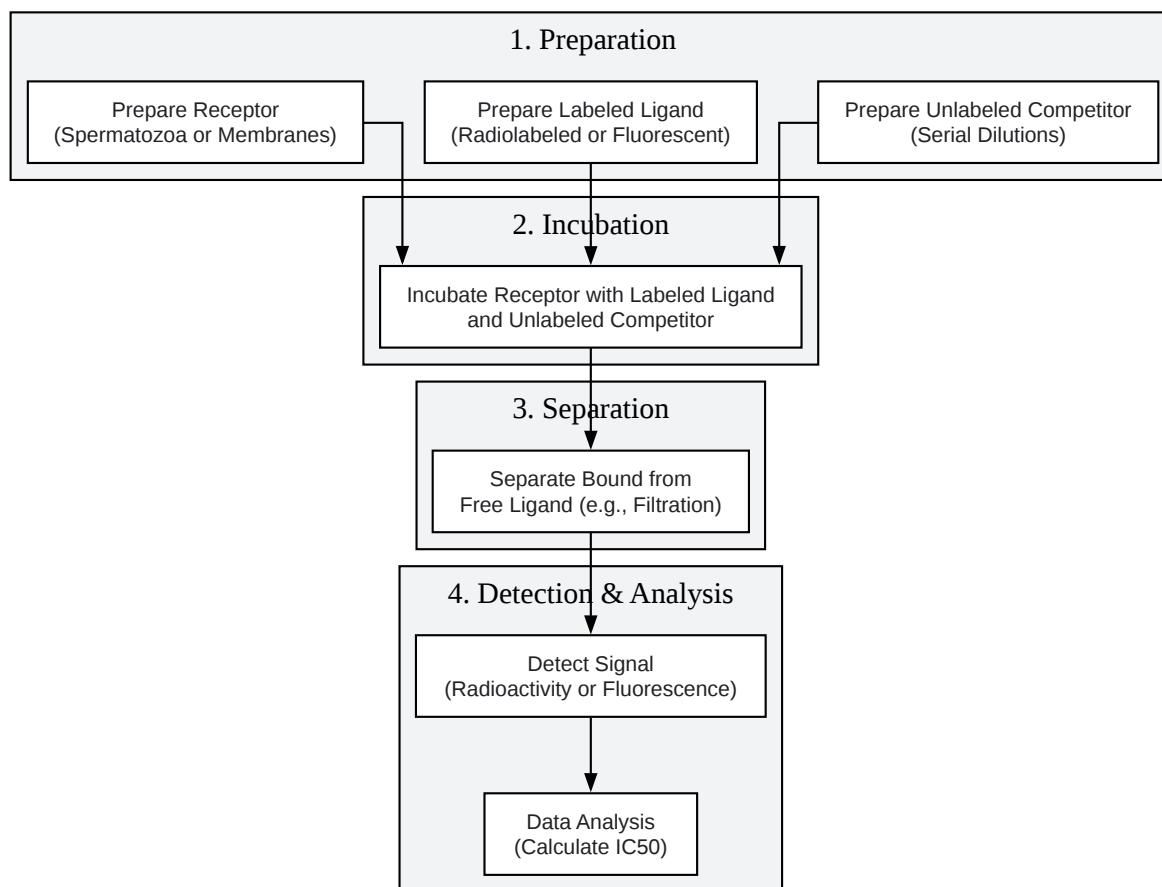 1. Preparation
Prepare Receptor
(Spermatozoa or Membranes)
Prepare Labeled Ligand
(Radiolabeled or Fluorescent)
Prepare Unlabeled Competitor
(Serial Dilutions)
2. Incubation
Incubate Receptor with Labeled Ligand
and Unlabeled Competitor
3. Separation
Separate Bound from
Free Ligand (e.g., Filtration)
4. Detection & Analysis
Detect Signal
(Radioactivity or Fluorescence)
Data Analysis
(Calculate IC50)